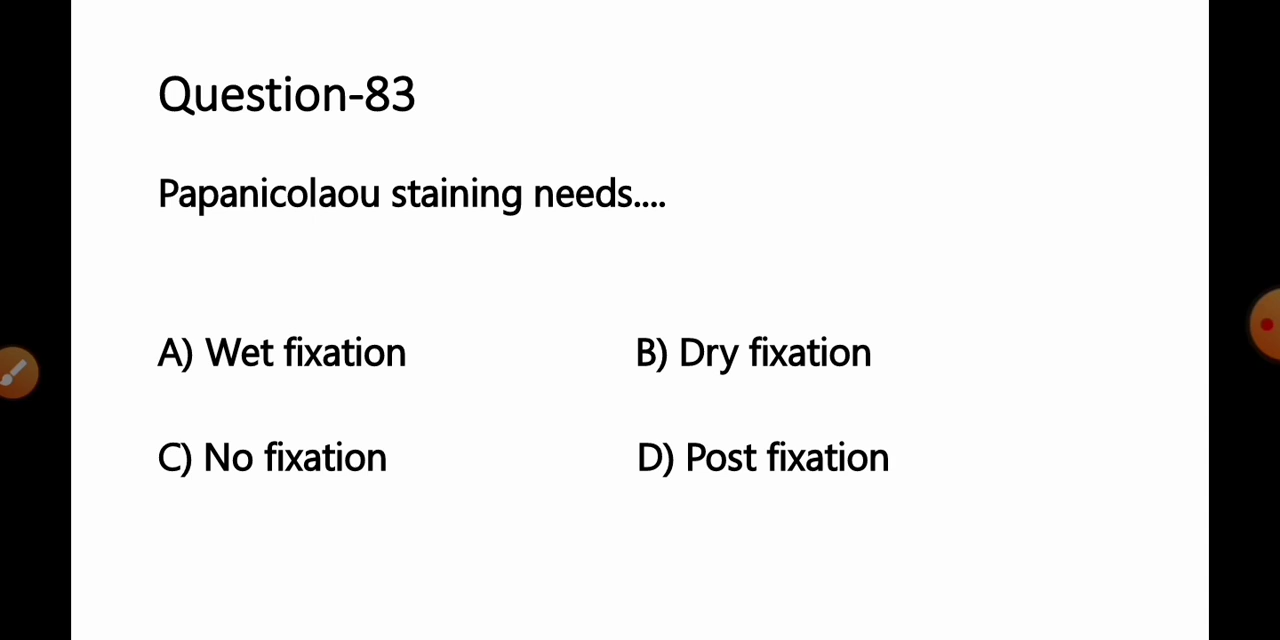 Question-83
Papanicolaou staining needs....
A) Wet fixation B) Dry fixation
C) No fixation D) Post fixation